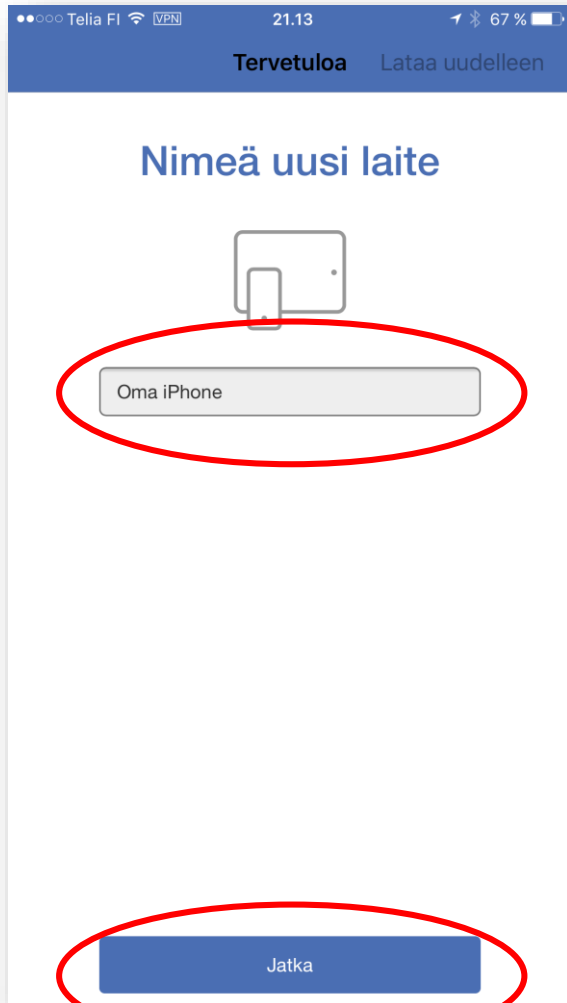 Telia FI VPN 21.13 67 %
Tervetuloa Lataa uudelleen
Nimeä uusi laite
Oma iPhone
Jatka